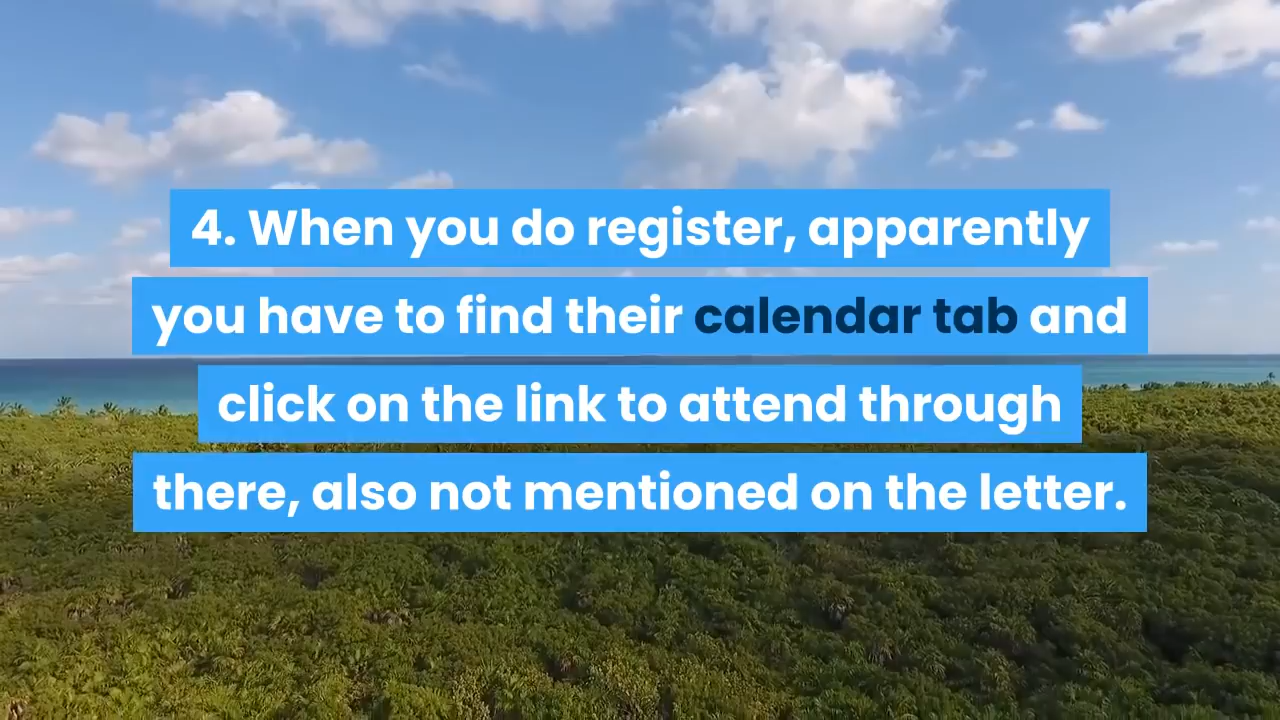 4. When you do register, apparently
you have to find their calendar tab and
click on the link to attend through
there, also not mentioned on the letter.